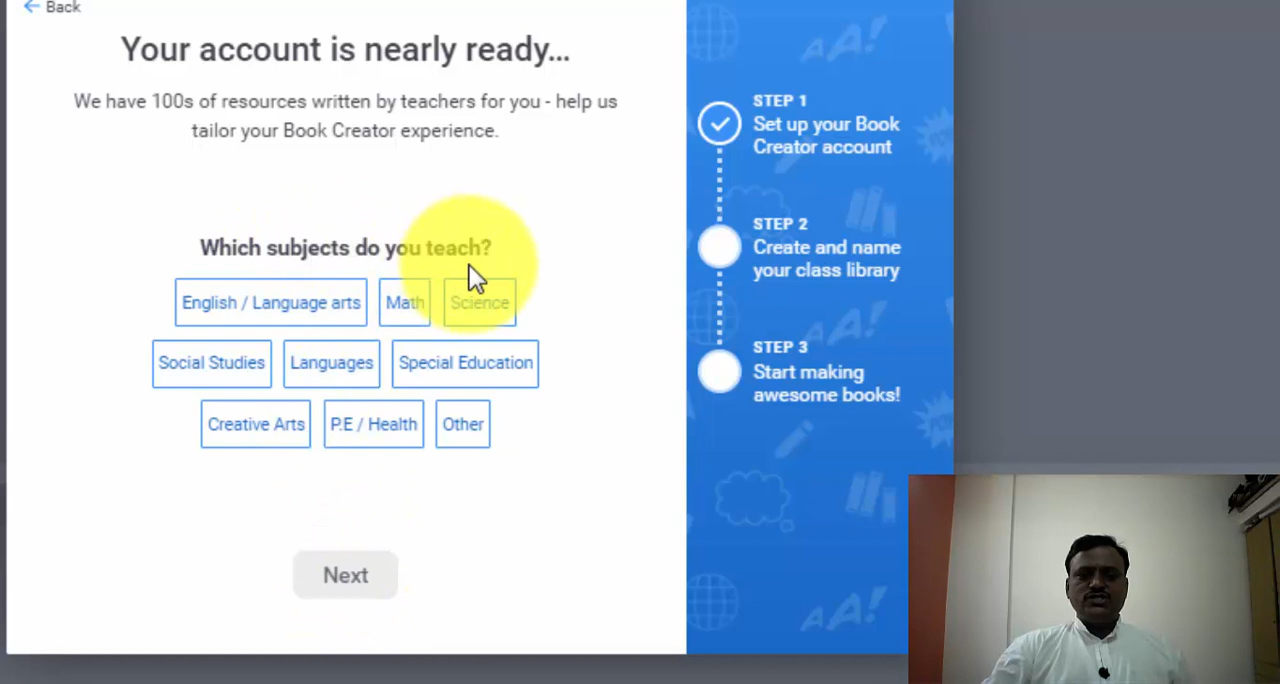 Back
Your account is nearly ready...
We have 100s of resources written by teachers for you - help us
tailor your Book Creator experience.
Which subjects do you teach?
English / Language arts
Math
Science
Social Studies
Languages
Special Education
Creative Arts
P.E / Health
Other
Next
STEP 1
Set up your Book
Creator account
STEP 2
Create and name
your class library
STEP 3
Start making
awesome books!
AA!
AA!
AA!